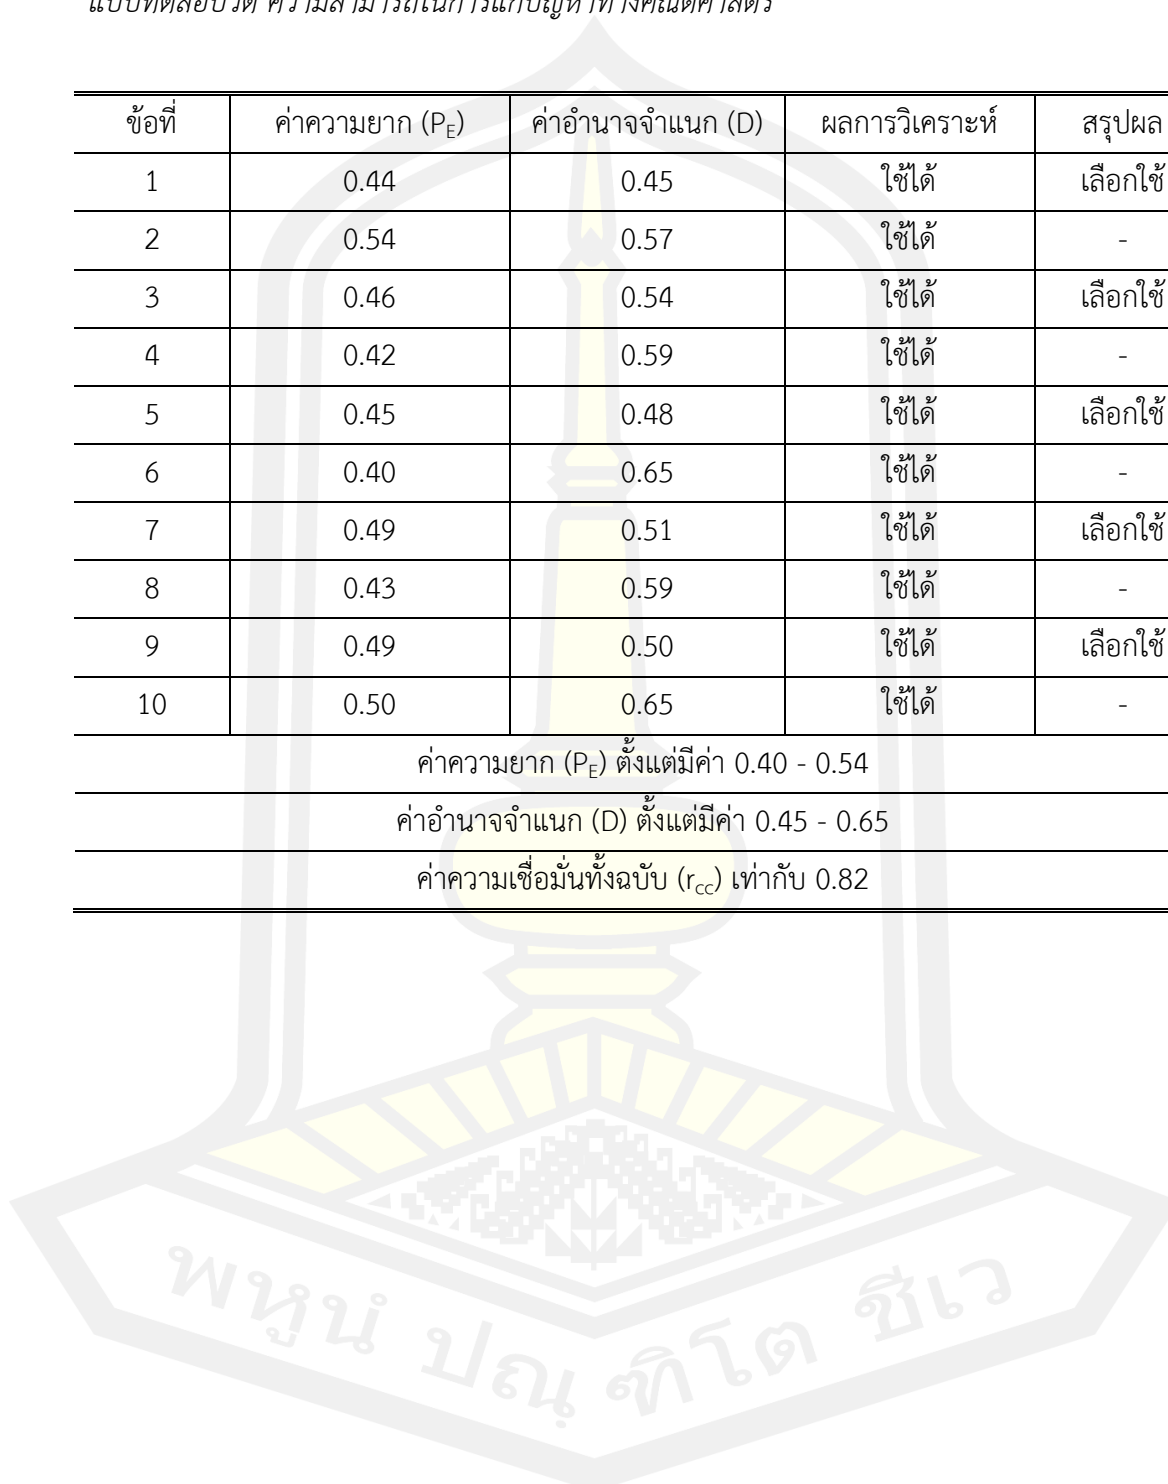 แบบทดสอบวัด ความสามารถในการแก้ปัญหาทางคณิตศาสตร์
ข้อที่ ค่าความยาก (PE) ค่าอำนาจจำแนก (D) ผลการวิเคราะห์ สรุปผล
1 0.44 0.45 ใช้ได้ เลือกใช้
2 0.54 0.57 ใช้ได้ -
3 0.46 0.54 ใช้ได้ เลือกใช้
4 0.42 0.59 ใช้ได้ -
5 0.45 0.48 ใช้ได้ เลือกใช้
6 0.40 0.65 ใช้ได้ -
7 0.49 0.51 ใช้ได้ เลือกใช้
8 0.43 0.59 ใช้ได้ -
9 0.49 0.50 ใช้ได้ เลือกใช้
10 0.50 0.65 ใช้ได้ -
ค่าความยาก (PE) ตั้งแต่มีค่า 0.40 - 0.54
ค่าอำนาจจำแนก (D) ตั้งแต่มีค่า 0.45 - 0.65
ค่าความเชื่อมั่นทั้งฉบับ (rcc) เท่ากับ 0.82
พหูนํ ปณฺฑิโต ชีเว